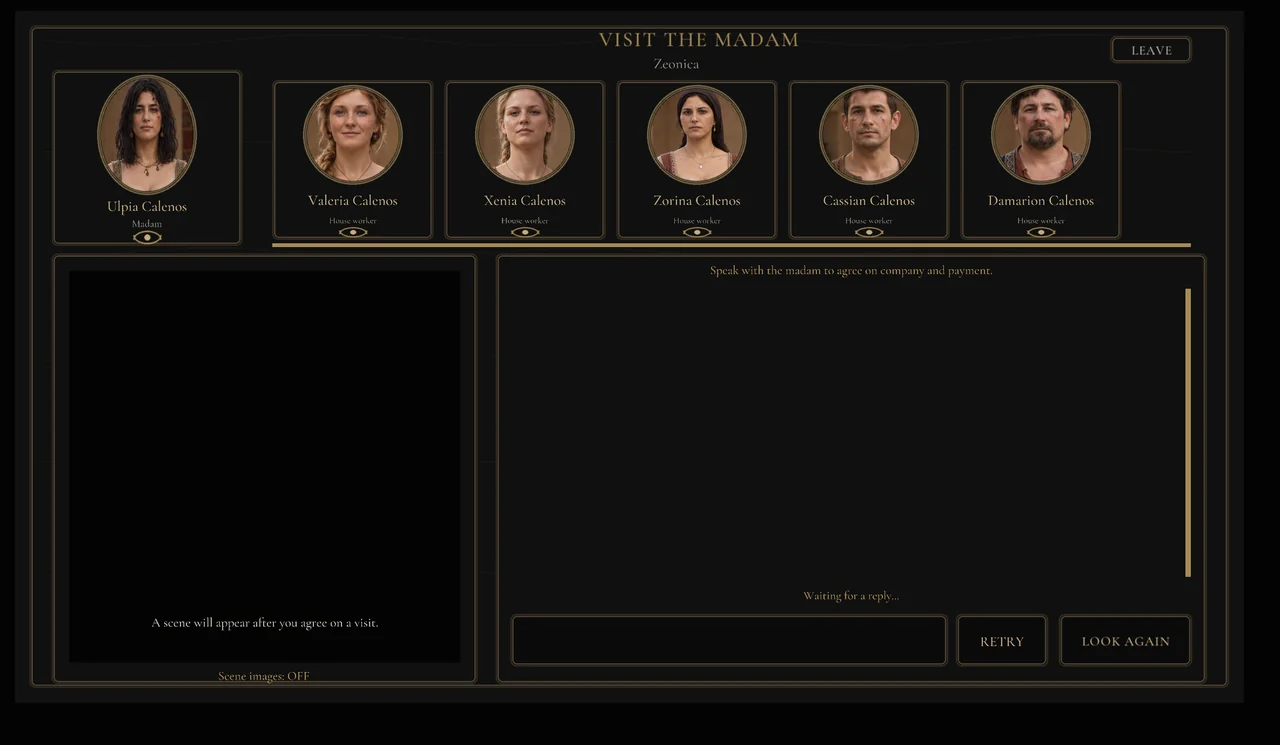 VISIT THE MADAM
Zeonica
LEAVE
Ulpia Calenos
Madam
Valeria Calenos
House worker
Xenia Calenos
House worker
Zorina Calenos
House worker
Cassian Calenos
House worker
Damarion Calenos
House worker
A scene will appear after you agree on a visit.
Scene images: OFF
Speak with the madam to agree on company and payment.
Waiting for a reply...
RETRY
LOOK AGAIN